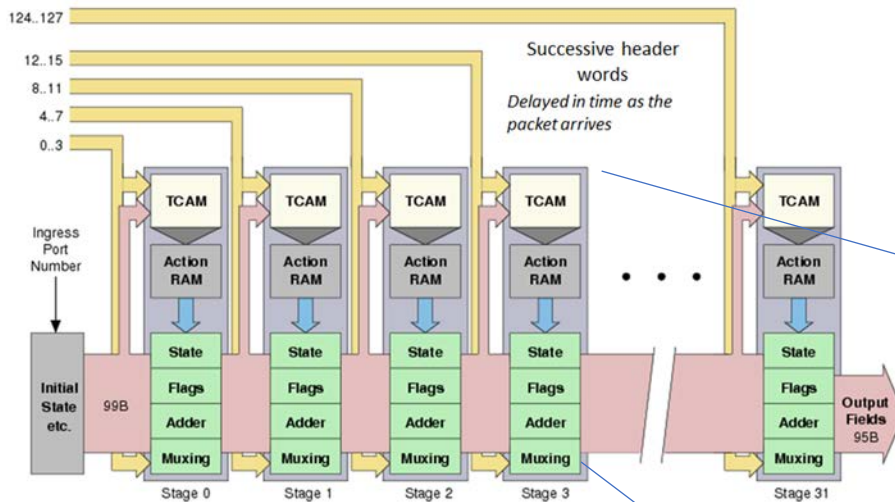 124..127
12..15
8..11
4..7
0..3
Successive header
words
Delayed in time as the
packet arrives
Ingress
Port
Number
TCAM
TCAM
TCAM
TCAM
TCAM
Action
RAM
Action
RAM
Action
RAM
Action
RAM
Action
RAM
Initial
State
etc.
99B
State
Flags
Adder
Muxing
State
Flags
Adder
Muxing
State
Flags
Adder
Muxing
State
Flags
Adder
Muxing
State
Flags
Adder
Muxing
Output
Fields
95B
Stage 0
Stage 1
Stage 2
Stage 3
Stage 31